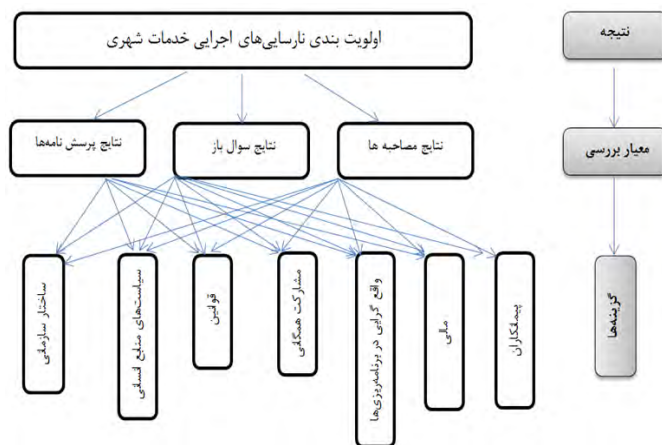 اولویت بندی نارسایی‌های اجرایی خدمات شهری
نتیجه
نتایج مصاحبه ها
نتایج سوال باز
نتایج پرسش نامه‌ها
معیار بررسی
پیمانکاران
مالی
واقع گرایی در برنامه‌ریزی‌ها
مشارکت همگانی
قوانین
سیاست‌های منابع انسانی
ساختار سازمانی
گزینه‌ها